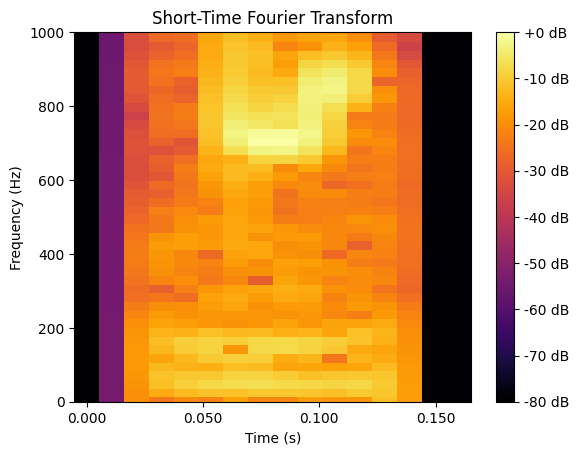 Short-Time Fourier Transform
1000
800
600
400
200
0
Frequency (Hz)
0.000
0.050
0.100
0.150
Time (s)
+0 dB
-10 dB
-20 dB
-30 dB
-40 dB
-50 dB
-60 dB
-70 dB
-80 dB